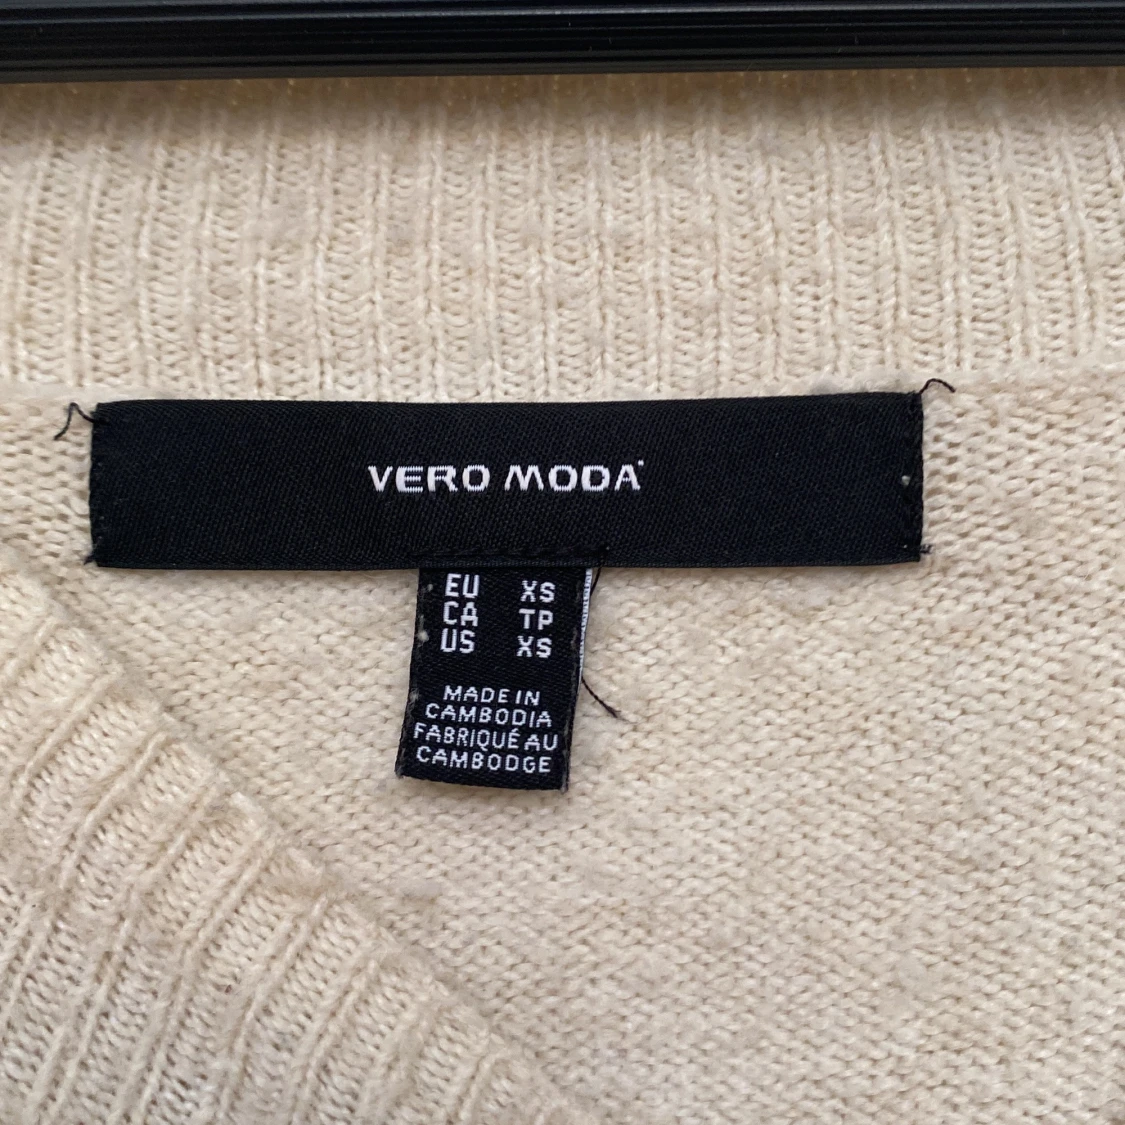 VERO MODA
EU XS
CA TP
US XS
MADE IN
CAMBODIA
FABRIQUÉ AU
CAMBODGE